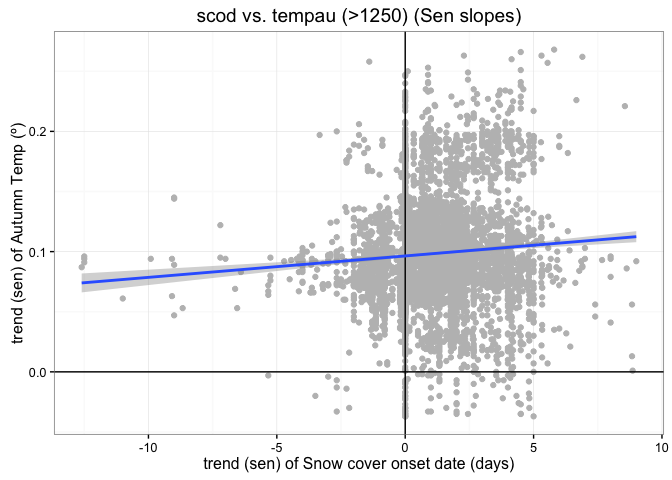 scod vs. tempau (>1250) (Sen slopes)
trend (sen) of Autumn Temp (º)
0.2
0.1
0.0
-10 -5 0 5 10
trend (sen) of Snow cover onset date (days)